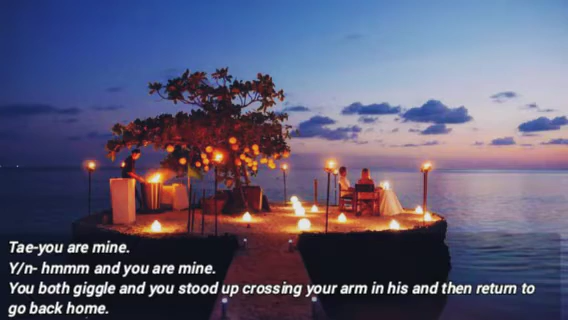 Tae-you are mine.
Y/n- hmmm and you are mine.
You both giggle and you stood up crossing your arm in his and then return to
go back home.